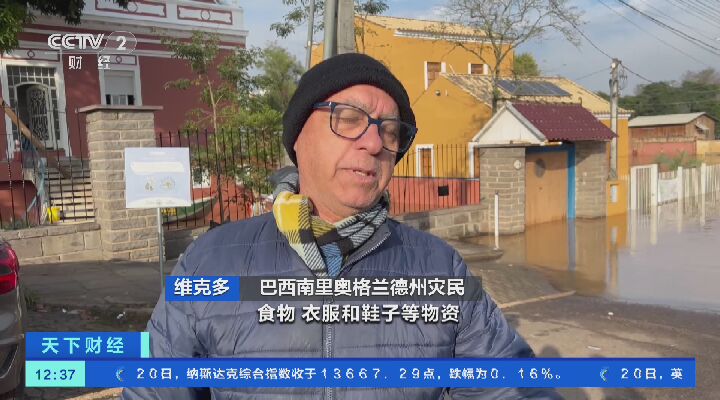 CCTV 2
财 经
维克多 巴西南里奥格兰德州灾民
食物 衣服和鞋子等物资
天下财经
12:37 20日，纳斯达克综合指数收于13667．29点，跌幅为0．16%。 20日，英